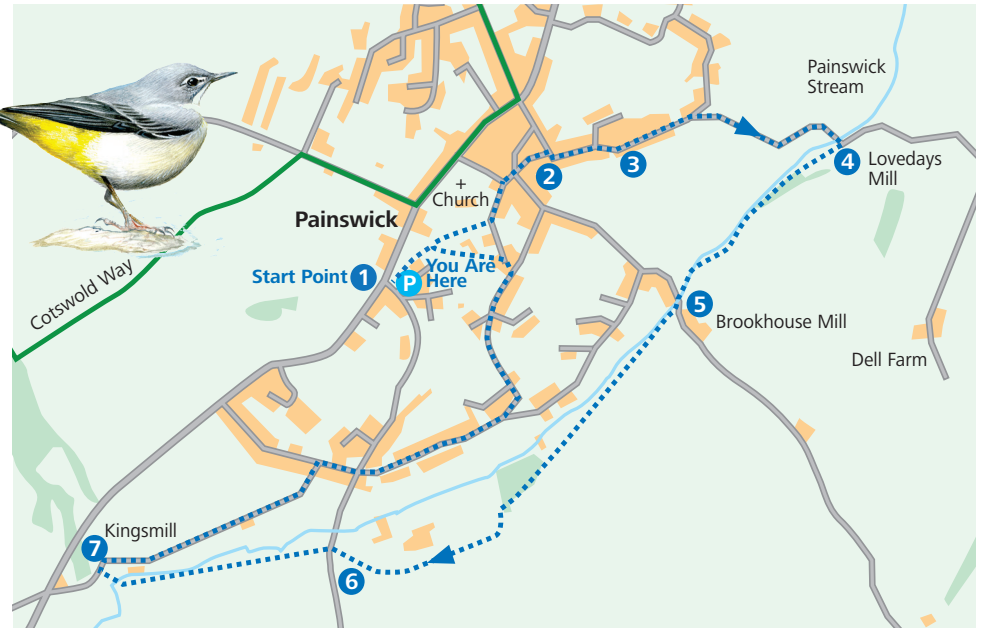 Painswick
Stream
2
3
4
Lovedays
Mill
+
Church
Painswick
Cotswold Way
Start Point 1
P
You Are
Here
5
Brookhouse Mill
Dell Farm
Kingsmill
7
6